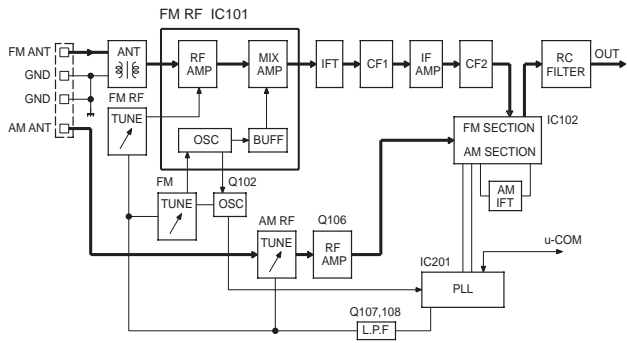 FM RF IC101
FM ANT
GND
GND
AM ANT
ANT
RF
AMP
MIX
AMP
IFT
CF1
IF
AMP
CF2
RC
FILTER
OUT
FM RF
TUNE
OSC
BUFF
FM SECTION
AM SECTION
IC102
AM
IFT
FM
TUNE
Q102
OSC
AM RF
TUNE
Q106
RF
AMP
u-COM
IC201
PLL
Q107,108
L.P.F